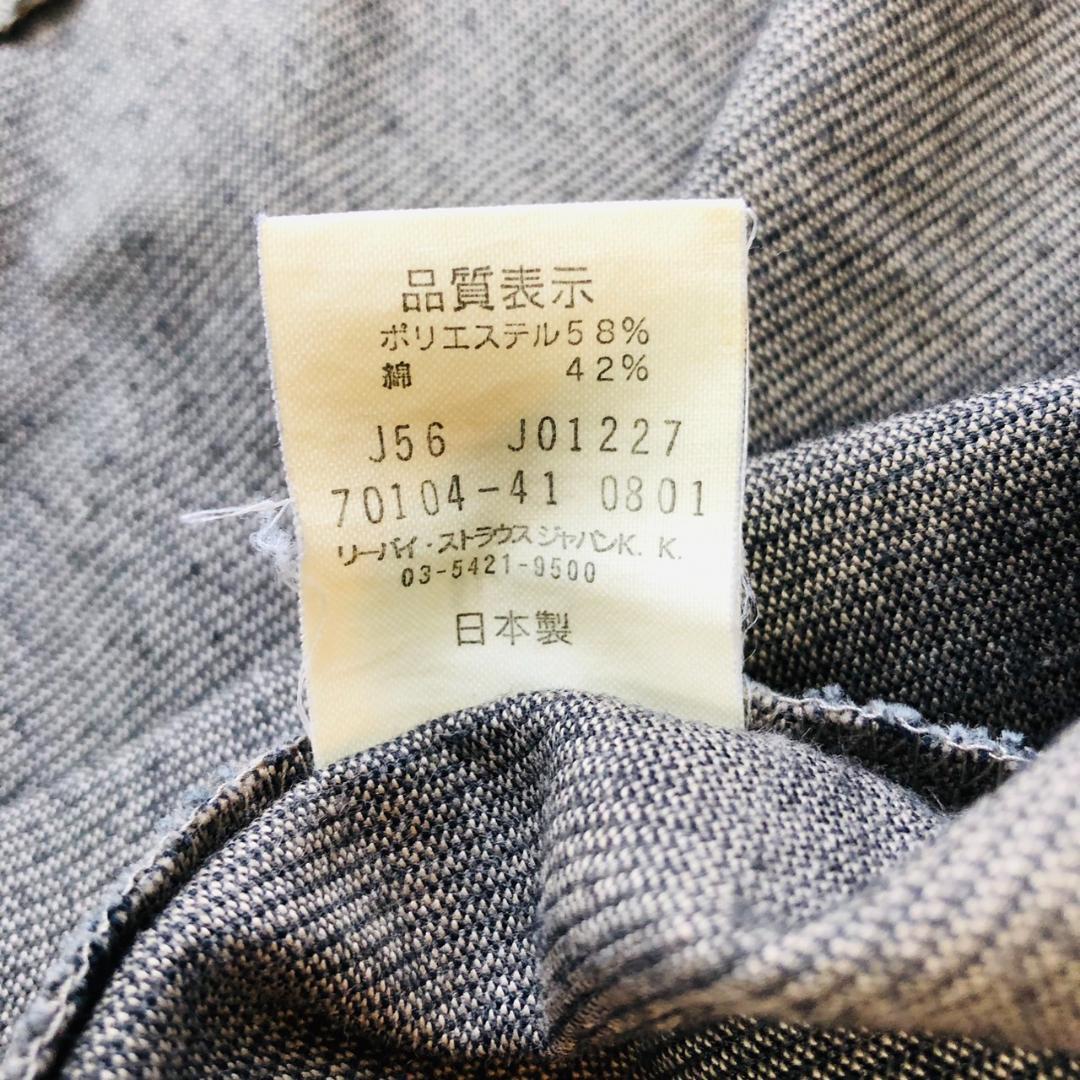 品質表示
ポリエステル58%
綿 42%
J56 J01227
70104-41 0801
リーバイ・ストラウスジャパンK.K.
03-5421-9500
日本製